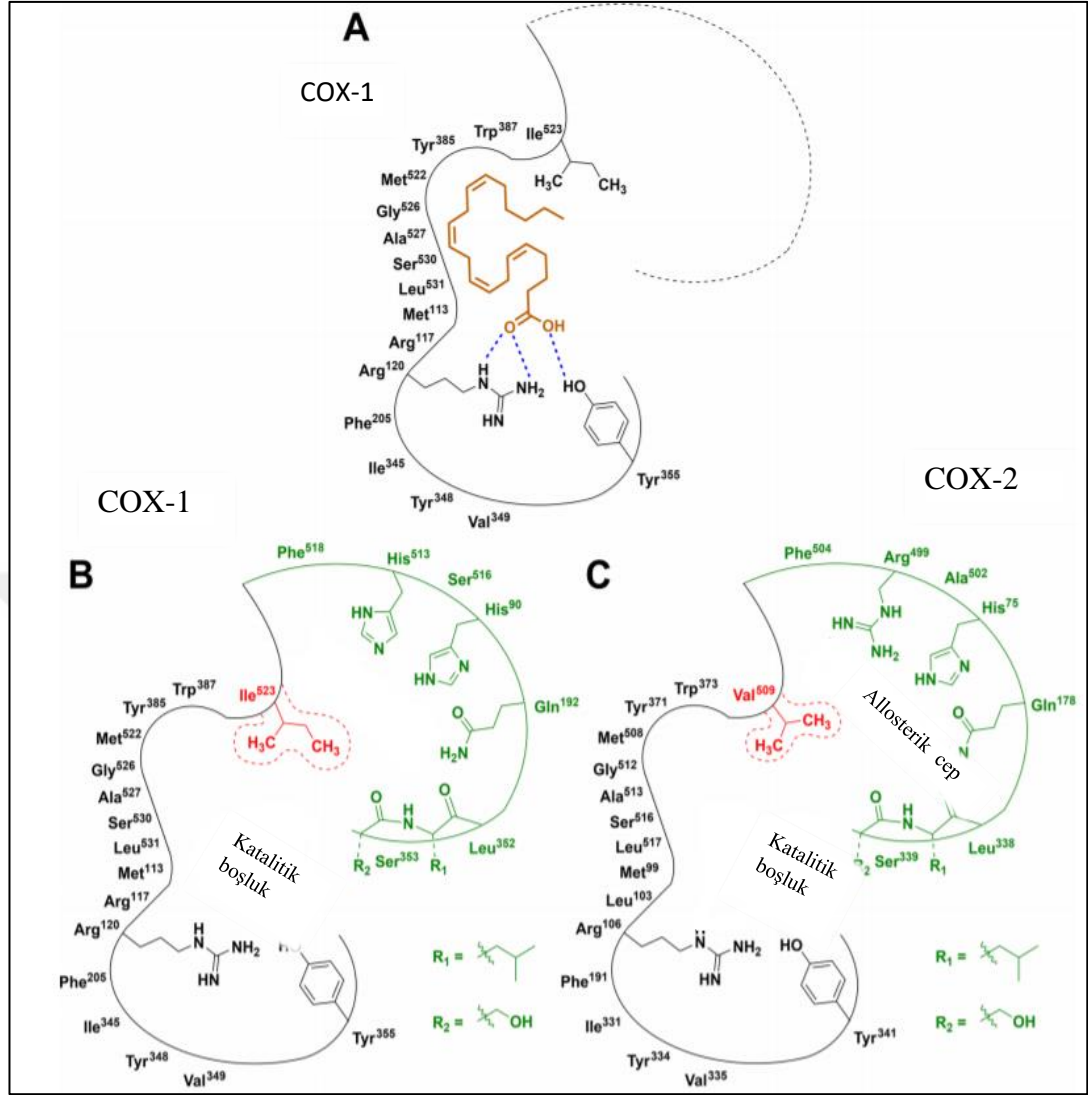 A
COX-1
Trp387 Ile523
Tyr385
Met522
H3C CH3
Gly526
Ala527
Ser530
Leu531
Met113
O OH
Arg117
Arg120
H
N NH2 HO
HN
Phe205
Ile345
Tyr355
Tyr348
Val349
COX-1
COX-2
B
Phe518
His513
Ser516
His90
HN
N
N
HN
Trp387
Ile523
Tyr385
Gln192
Met522
H3C CH3
O
H2N
Gly526
Ala527
Ser530
Leu531
Met113
Arg117
O H O
N
Katalitik
boşluk
Ser353
Leu352
R2 R1
Arg120
H
N NH2
HN
Phe205
Ile345
Tyr355
Tyr348
Val349
R1 =
R2 = OH
C
Phe504
Arg499
Ala502
His75
NH
HN
NH2
N
HN
Trp373
Val509
Tyr371
Gln178
Met508
CH3
H3C
O
N
Allosterik cep
Gly512
Ala513
Ser516
Leu517
Met99
Leu103
O H
N
Katalitik
boşluk
Ser339
Leu338
2 R1
Arg106
N NH2 HO
HN
Phe191
Ile331
Tyr341
Tyr334
Val335
R1 =
R2 = OH